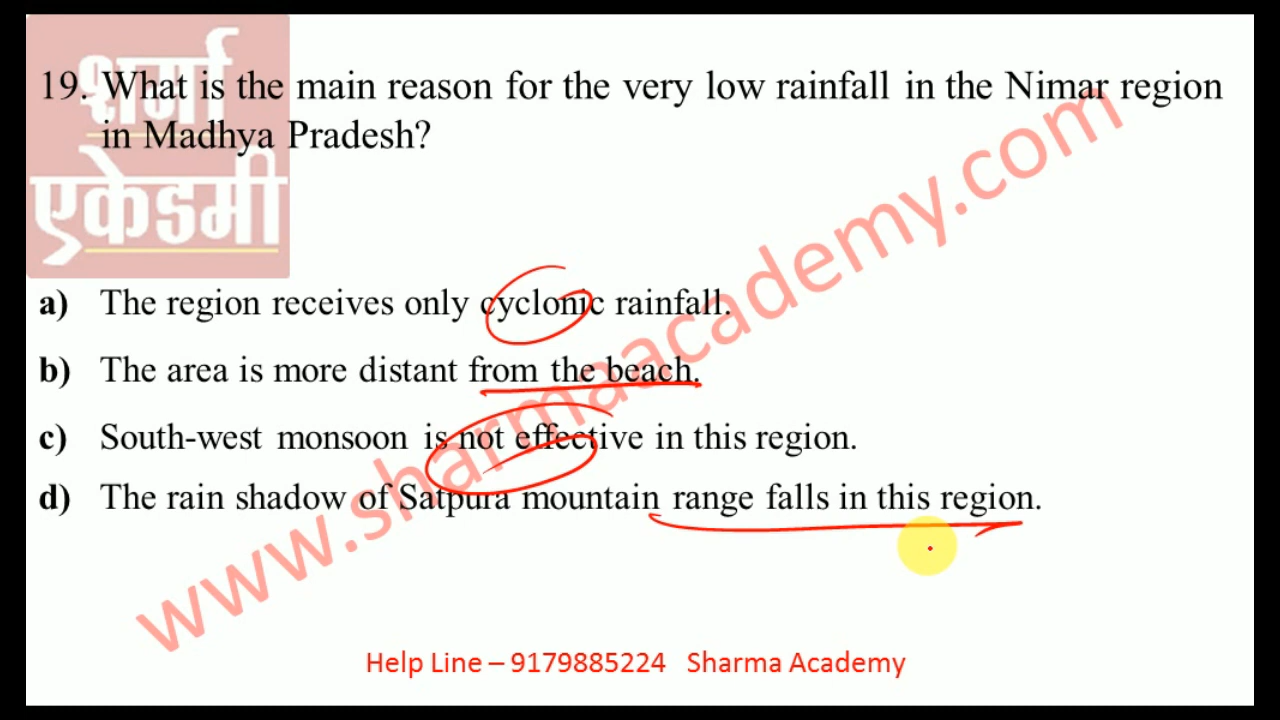 शर्मा
एकेडमी
19. What is the main reason for the very low rainfall in the Nimar region
in Madhya Pradesh?
a) The region receives only cyclonic rainfall.
b) The area is more distant from the beach.
c) South-west monsoon is not effective in this region.
d) The rain shadow of Satpura mountain range falls in this region.
www.sharmaacademy.com
Help Line – 9179885224 Sharma Academy